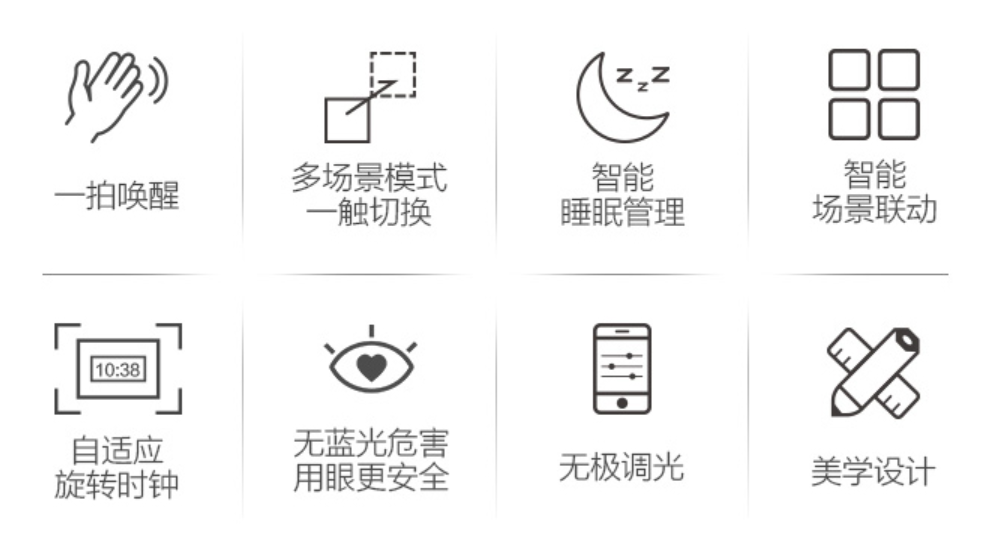 一拍唤醒
多场景模式
一触切换
智能
睡眠管理
智能
场景联动
zzz
10:38
自适应
旋转时钟
无蓝光危害
用眼更安全
无极调光
美学设计